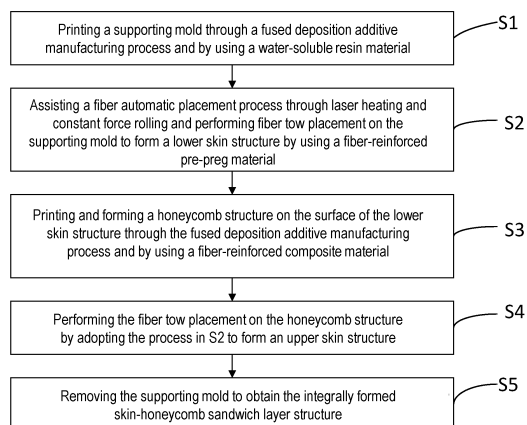 Printing a supporting mold through a fused deposition additive
manufacturing process and by using a water-soluble resin material
S1
Assisting a fiber automatic placement process through laser heating and
constant force rolling and performing fiber tow placement on the
supporting mold to form a lower skin structure by using a fiber-reinforced
pre-preg material
S2
Printing and forming a honeycomb structure on the surface of the lower
skin structure through the fused deposition additive manufacturing
process and by using a fiber-reinforced composite material
S3
Performing the fiber tow placement on the honeycomb structure
by adopting the process in S2 to form an upper skin structure
S4
Removing the supporting mold to obtain the integrally formed
skin-honeycomb sandwich layer structure
S5